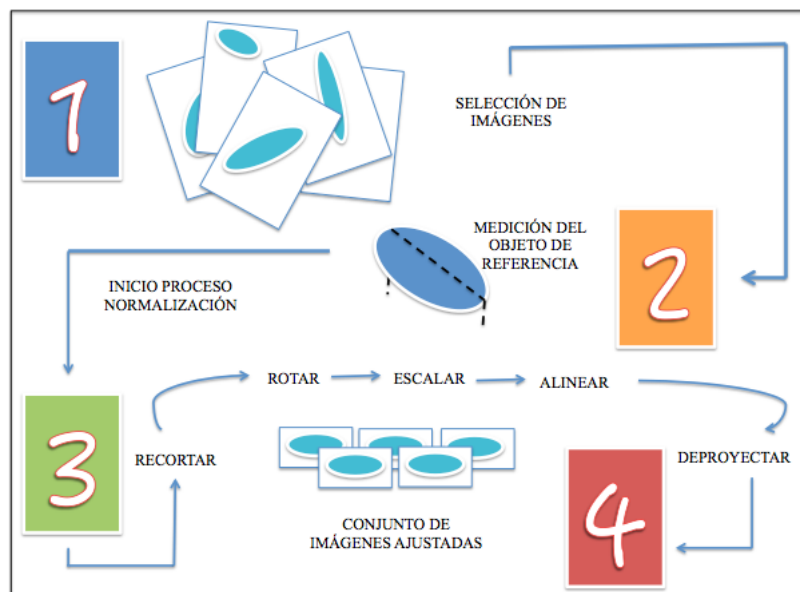 1
SELECCIÓN DE
IMÁGENES
MEDICIÓN DEL
OBJETO DE
REFERENCIA
2
INICIO PROCESO
NORMALIZACIÓN
3
RECORTAR
ROTAR
ESCALAR
ALINEAR
DEPROYECTAR
CONJUNTO DE
IMÁGENES AJUSTADAS
4